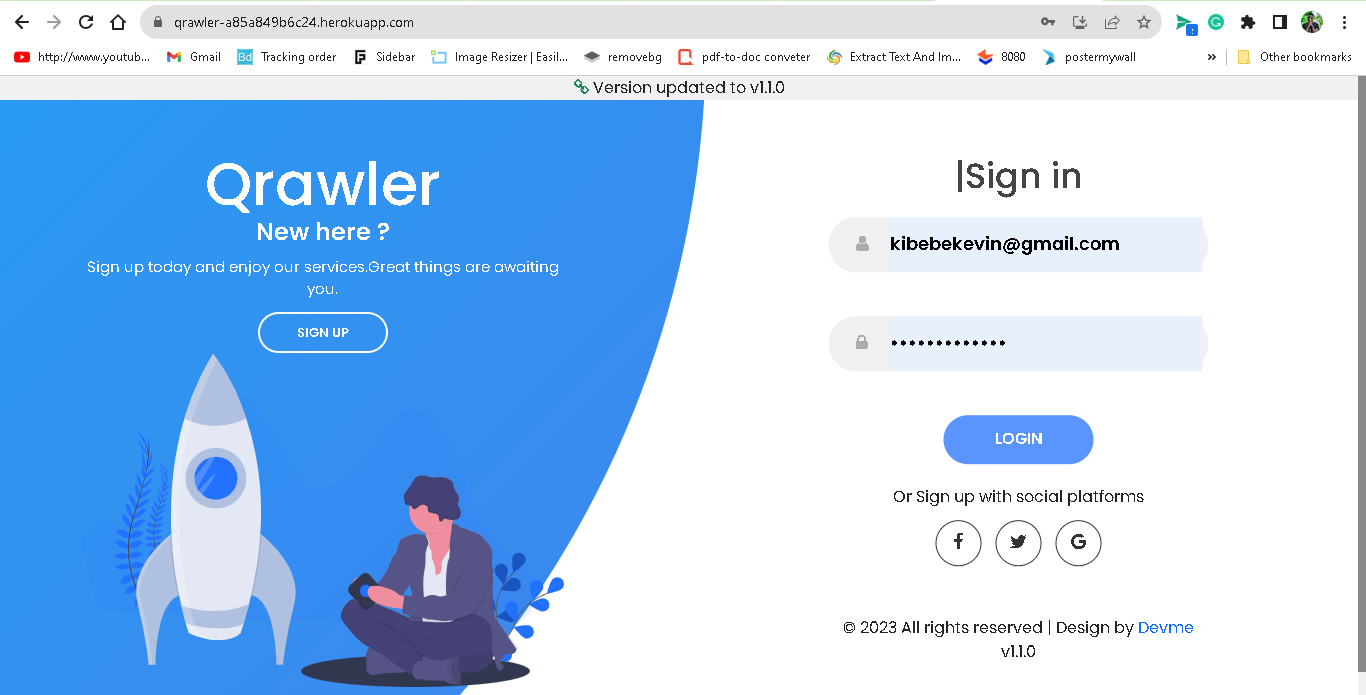 qrawler-a85a849b6c24.herokuapp.com
http://www.youtub... Gmail Tracking order Sidebar Image Resizer | Easil... removebg pdf-to-doc conveter Extract Text And Im... 8080 postermywall » Other bookmarks
Version updated to v1.1.0
Qrawler
New here ?
Sign up today and enjoy our services.Great things are awaiting
you.
SIGN UP
|Sign in
kibebekevin@gmail.com
•••••••••••••
LOGIN
Or Sign up with social platforms
© 2023 All rights reserved | Design by Devme
v1.1.0